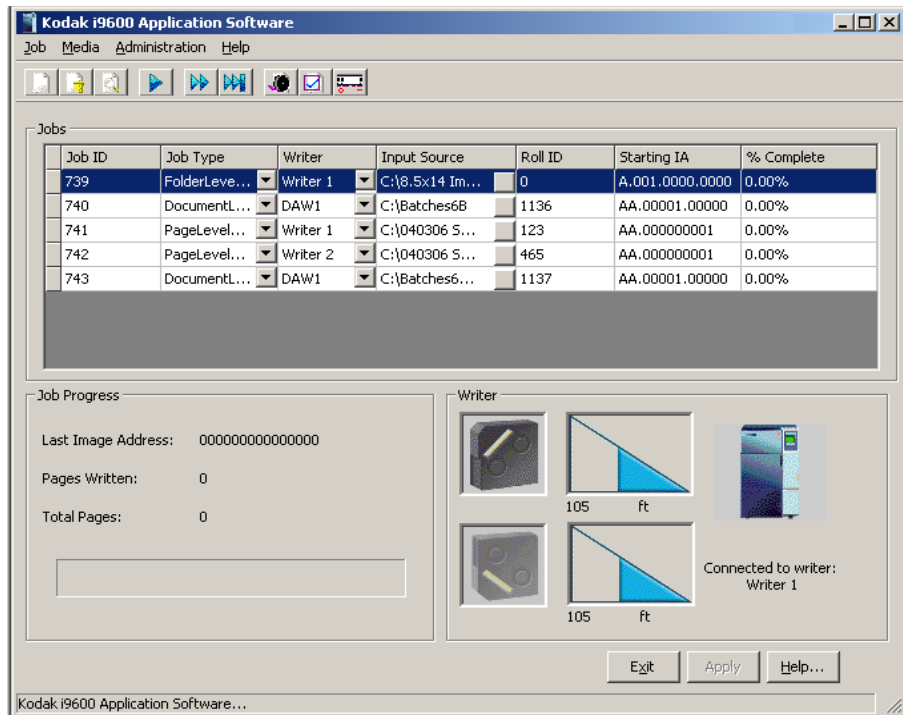 Kodak i9600 Application Software
Job Media Administration Help
Jobs
Job ID Job Type Writer Input Source Roll ID Starting IA % Complete
739 FolderLeve... Writer 1 C:\8.5x14 Im... 0 A.001.0000.0000 0.00%
740 DocumentL... DAW1 C:\Batches6B 1136 AA.00001.00000 0.00%
741 PageLevel... Writer 1 C:\040306 S... 123 AA.000000001 0.00%
742 PageLevel... Writer 2 C:\040306 S... 465 AA.000000001 0.00%
743 DocumentL... DAW1 C:\Batches6... 1137 AA.00001.00000 0.00%
Job Progress
Last Image Address: 000000000000000
Pages Written: 0
Total Pages: 0
Writer
105 ft
105 ft
Connected to writer:
Writer 1
Exit Apply Help...
Kodak i9600 Application Software...